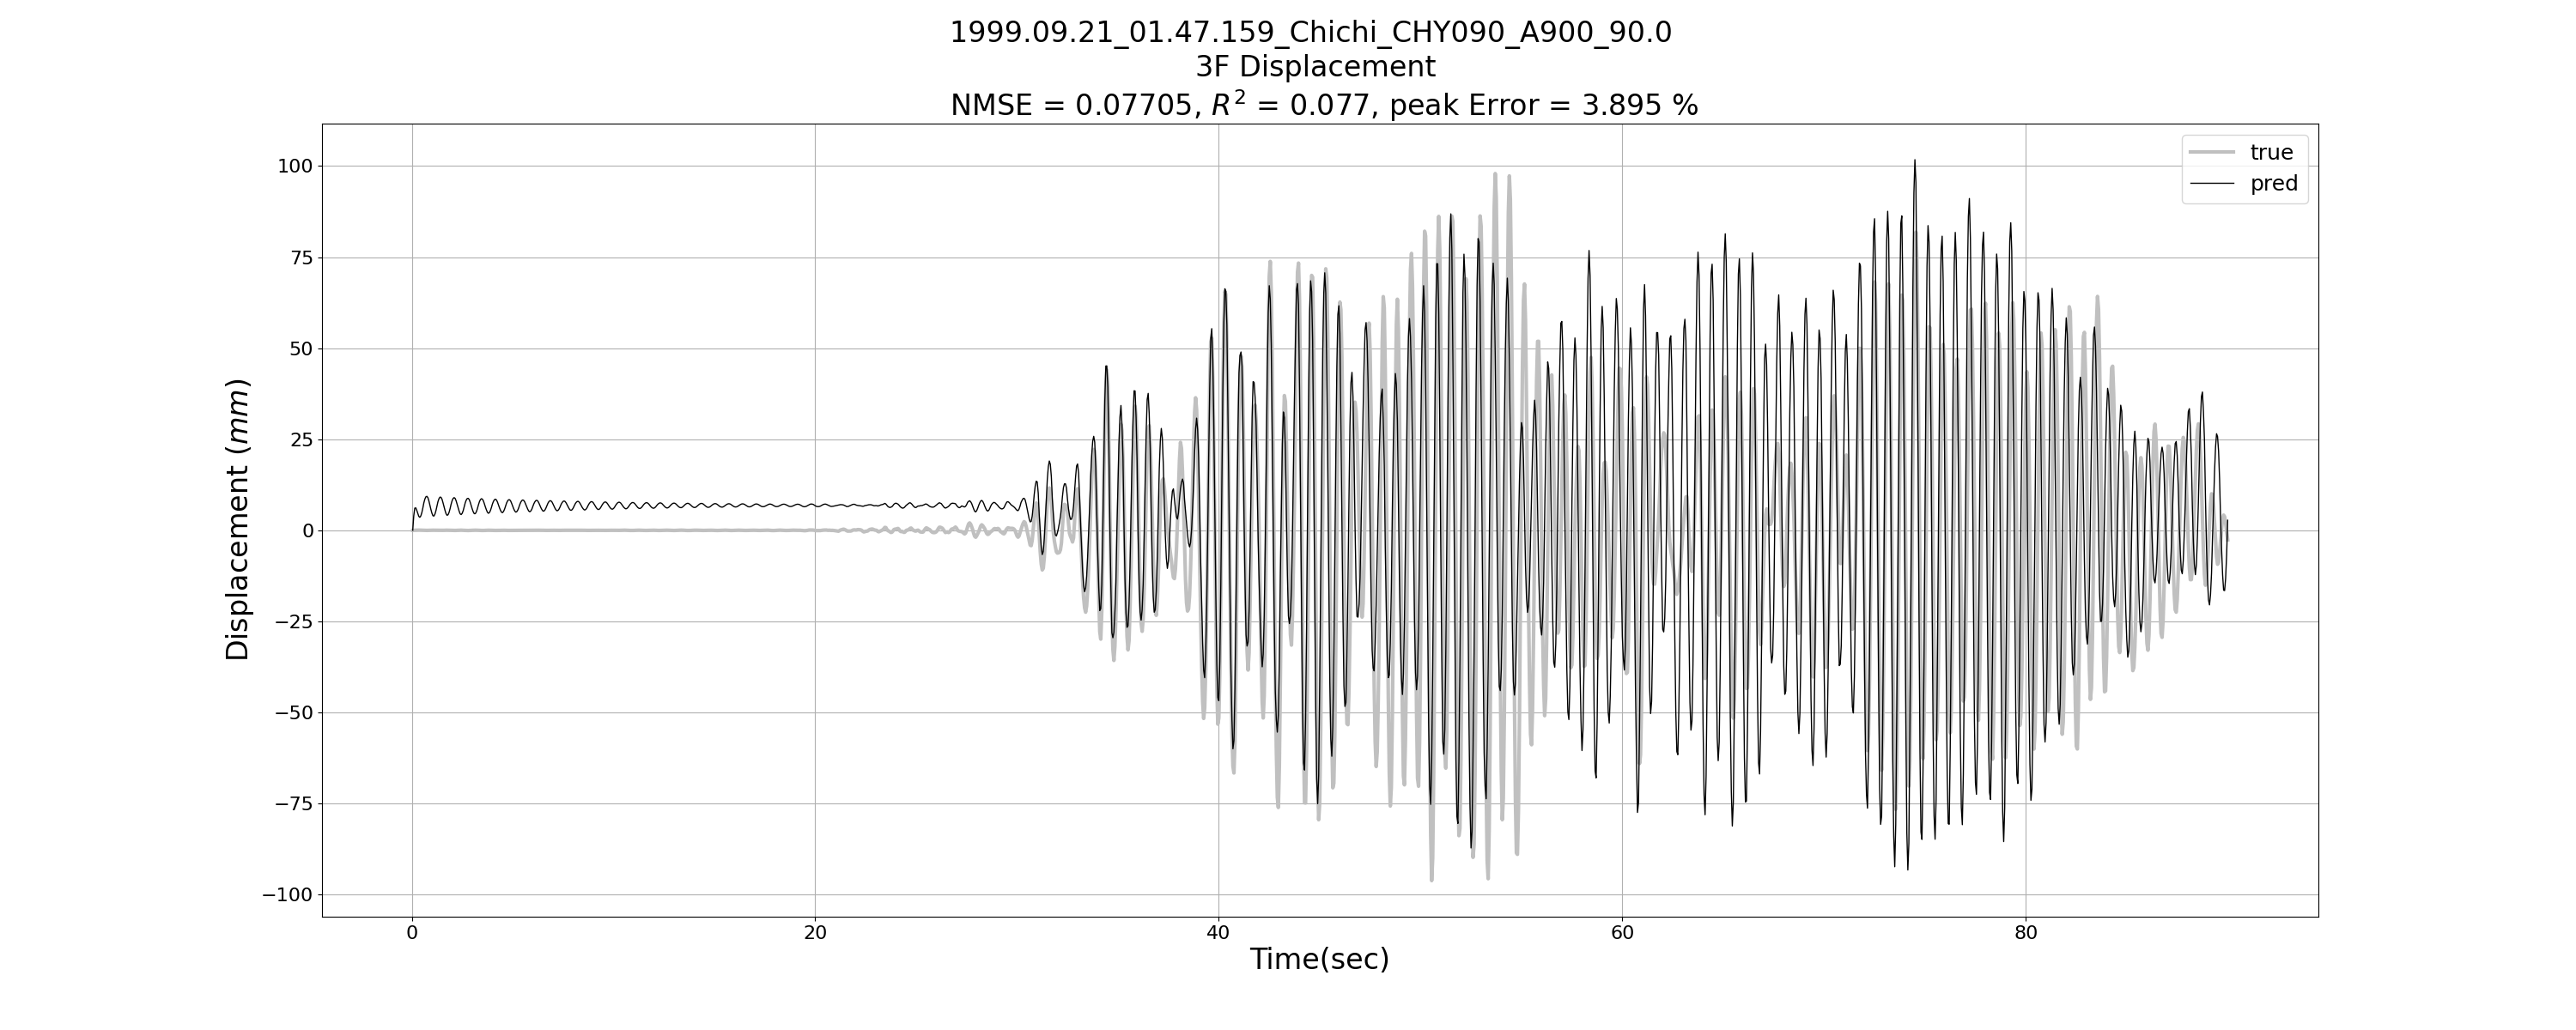 1999.09.21_01.47.159_Chichi_CHY090_A900_90.0
3F Displacement
NMSE = 0.07705, R² = 0.077, peak Error = 3.895 %
true
pred
Displacement (mm)
100
75
50
25
0
−25
−50
−75
−100
0 20 40 60 80
Time(sec)